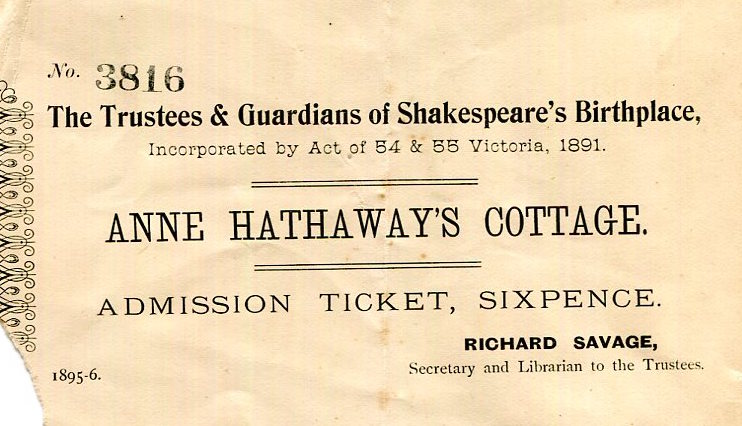 No. 3816
The Trustees & Guardians of Shakespeare's Birthplace,
Incorporated by Act of 54 & 55 Victoria, 1891.
ANNE HATHAWAY'S COTTAGE.
ADMISSION TICKET, SIXPENCE.
RICHARD SAVAGE,
Secretary and Librarian to the Trustees.
1895-6.